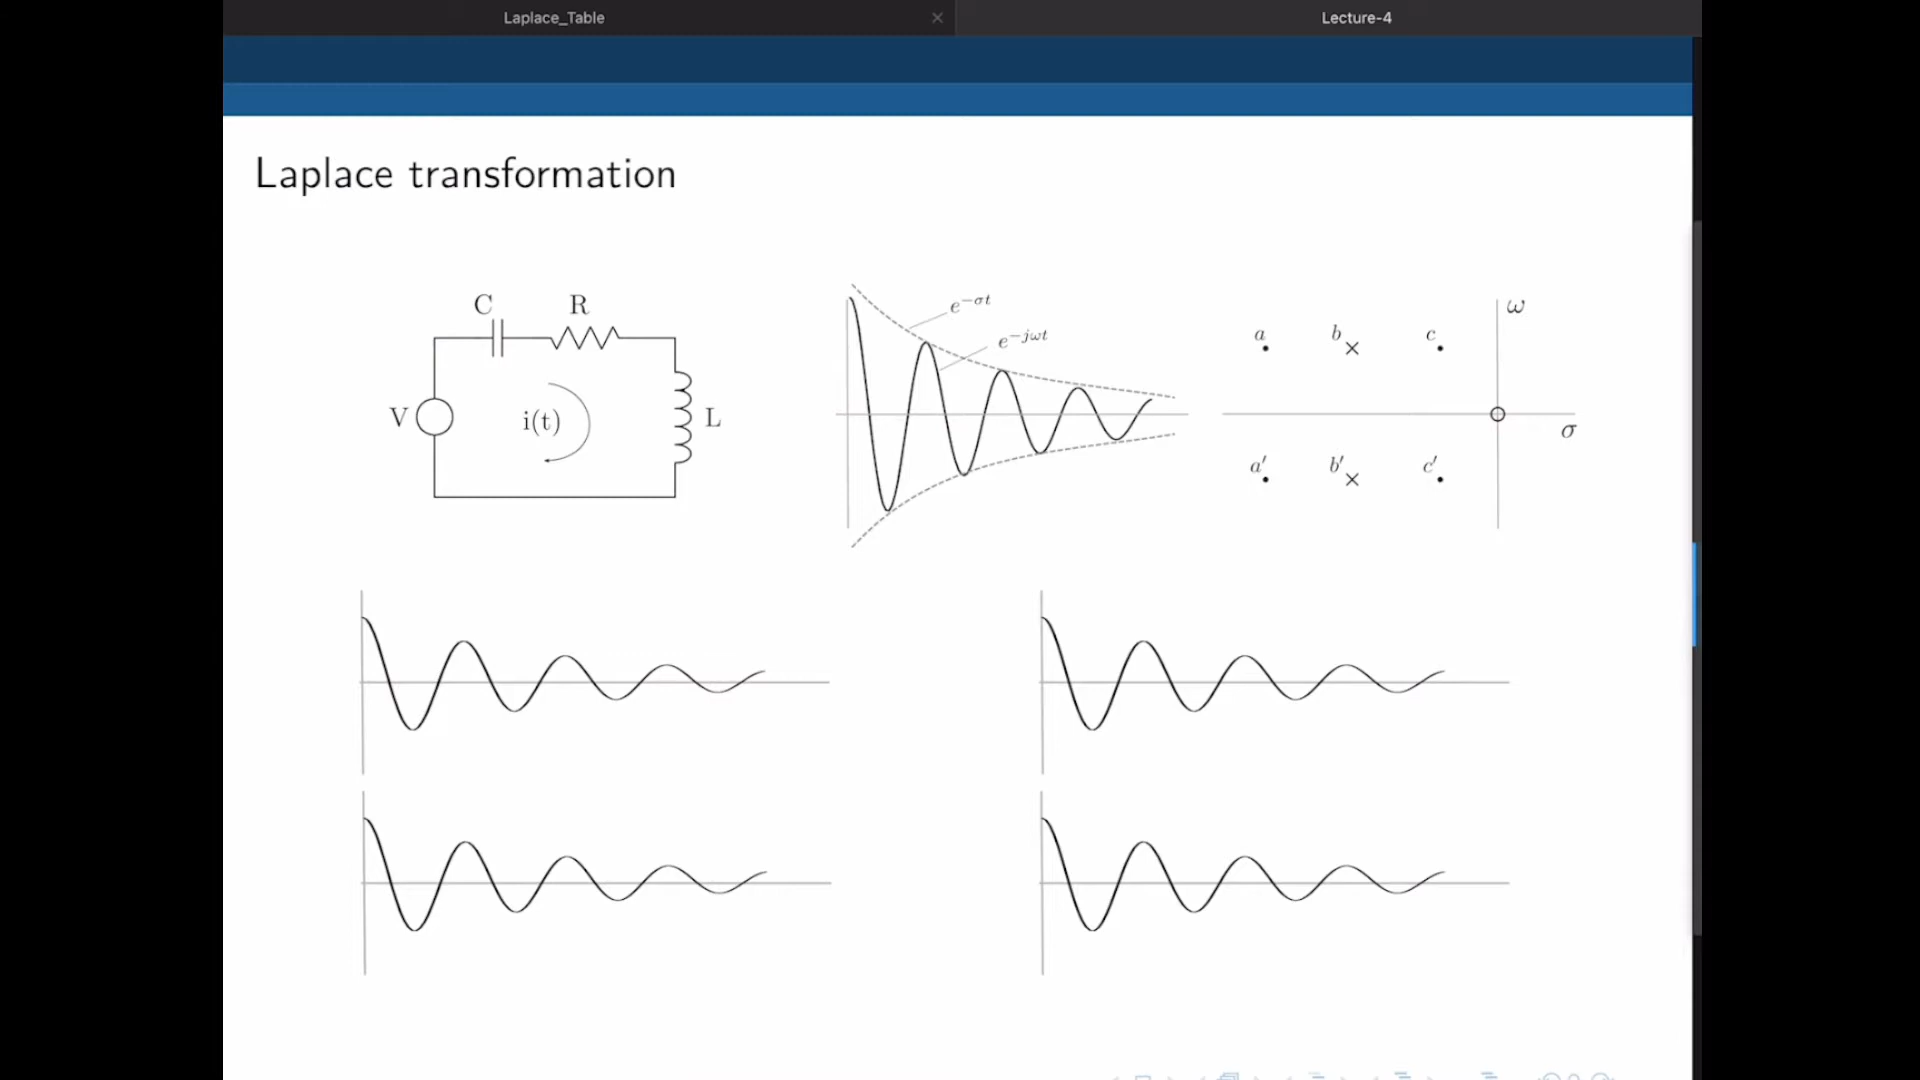 Laplace_Table
Lecture-4
Laplace transformation
C R
V i(t) L
e^{-σt}
e^{-jωt}
ω
a b c
σ
a′ b′ c′